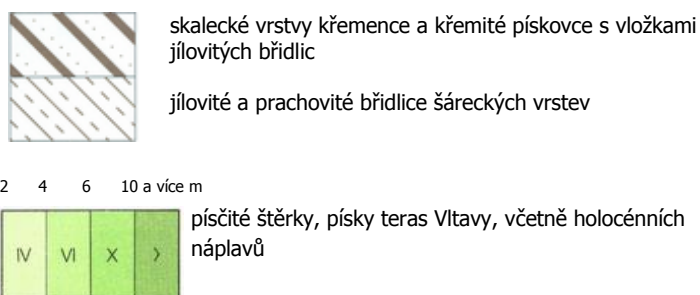 skalecké vrstvy křemence a křemité pískovce s vložkami
jílovitých břidlic
jílovité a prachovité břidlice šáreckých vrstev
2 4 6 10 a více m
písčité štěrky, písky teras Vltavy, včetně holocénních
náplavů
IV VI X >